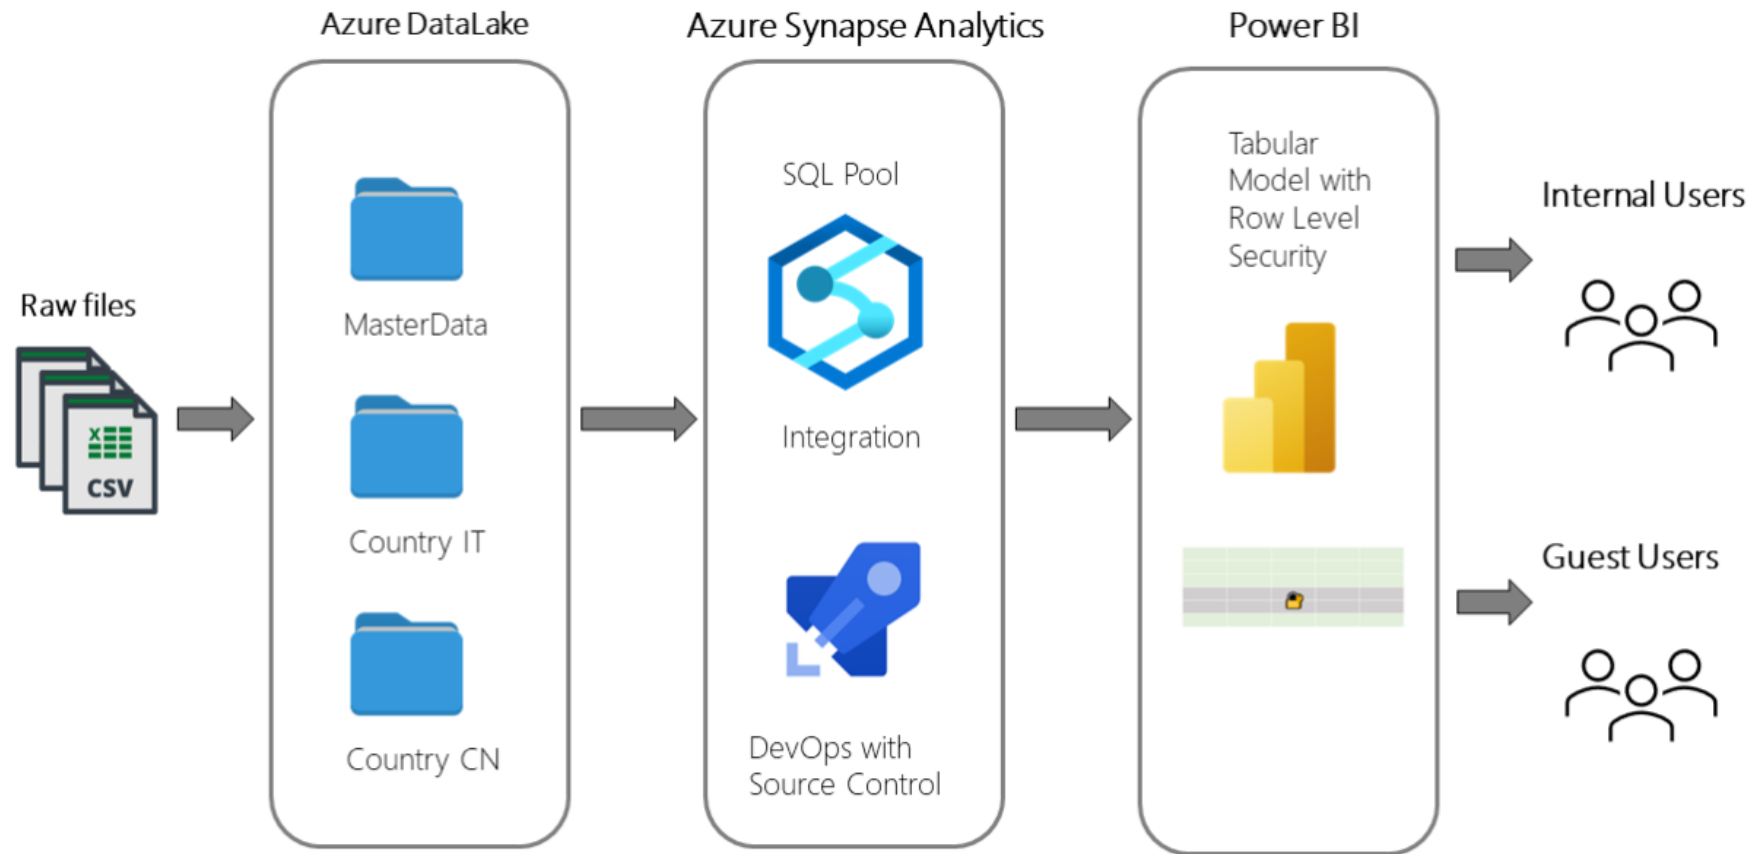 Azure DataLake
Azure Synapse Analytics
Power BI
Raw files
X
CSV
MasterData
Country IT
Country CN
SQL Pool
Integration
DevOps with
Source Control
Tabular
Model with
Row Level
Security
Internal Users
Guest Users